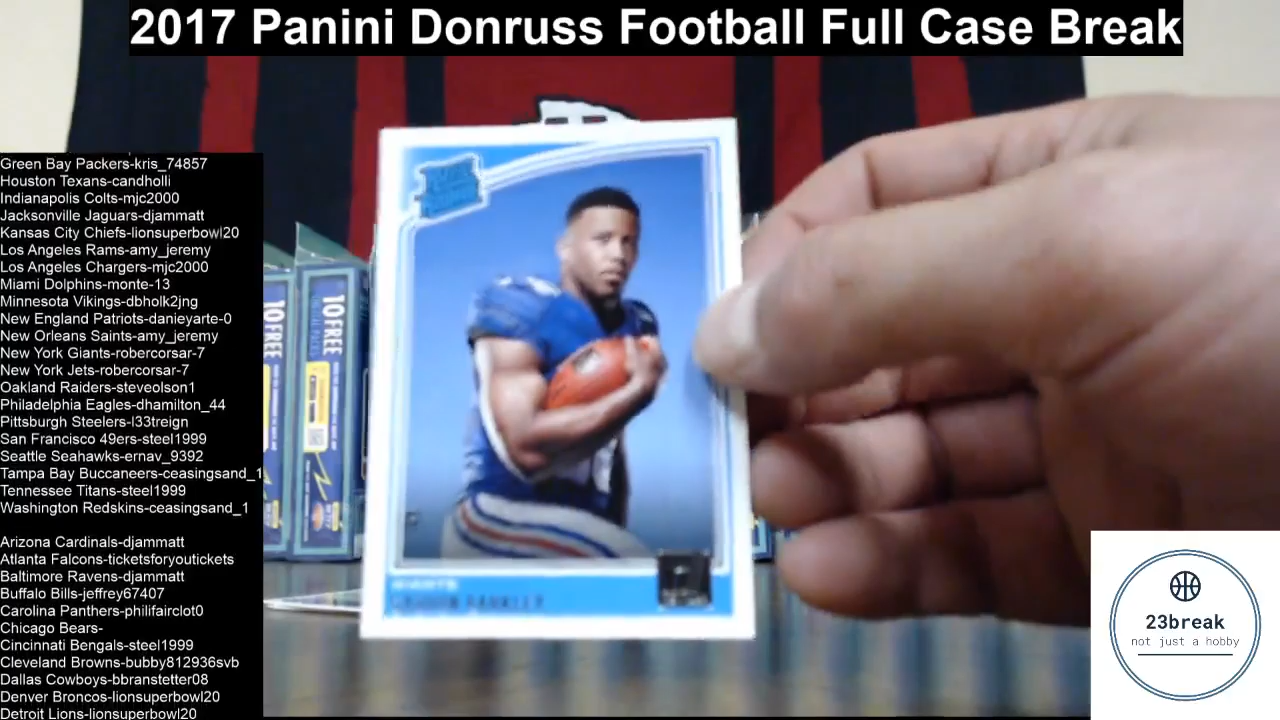 2017 Panini Donruss Football Full Case Break
Green Bay Packers-kris_74857
Houston Texans-candholli
Indianapolis Colts-mjc2000
Jacksonville Jaguars-djammatt
Kansas City Chiefs-lionsuperbowl20
Los Angeles Rams-amy_jeremy
Los Angeles Chargers-mjc2000
Miami Dolphins-monte-13
Minnesota Vikings-dbholk2jng
New England Patriots-danieyarte-0
New Orleans Saints-amy_jeremy
New York Giants-robercorsar-7
New York Jets-robercorsar-7
Oakland Raiders-steveolson1
Philadelphia Eagles-dhamilton_44
Pittsburgh Steelers-l33treign
San Francisco 49ers-steel1999
Seattle Seahawks-ernav_9392
Tampa Bay Buccaneers-ceasingsand_1
Tennessee Titans-steel1999
Washington Redskins-ceasingsand_1
Arizona Cardinals-djammatt
Atlanta Falcons-ticketsforyoutickets
Baltimore Ravens-djammatt
Buffalo Bills-jeffrey67407
Carolina Panthers-philifairclot0
Chicago Bears-
Cincinnati Bengals-steel1999
Cleveland Browns-bubby812936svb
Dallas Cowboys-bbranstetter08
Denver Broncos-lionsuperbowl20
Detroit Lions-lionsuperbowl20
10 FREE
10 FREE
GIANTS
23break
not just a hobby